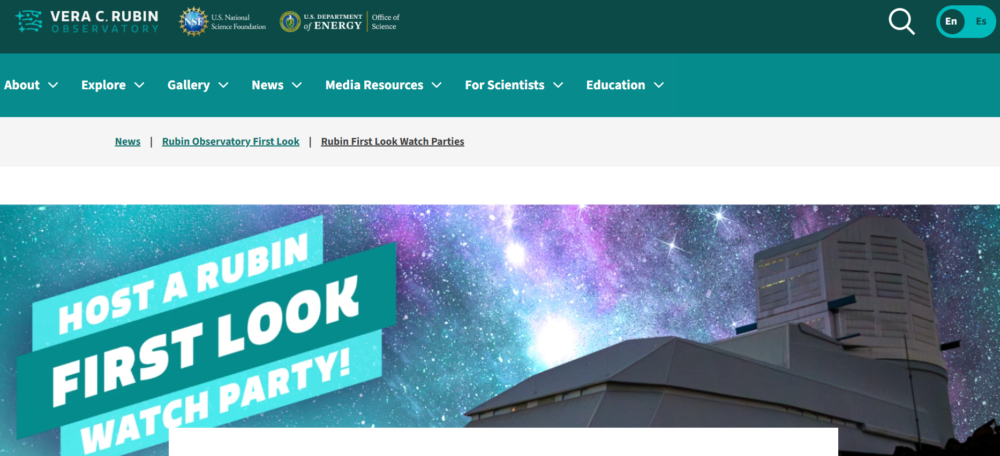 VERA C. RUBIN
OBSERVATORY
NSF
U.S. National
Science Foundation
U.S. DEPARTMENT
of ENERGY
Office of
Science
En
Es
About
Explore
Gallery
News
Media Resources
For Scientists
Education
News | Rubin Observatory First Look | Rubin First Look Watch Parties
HOST A RUBIN
FIRST LOOK
WATCH PARTY!